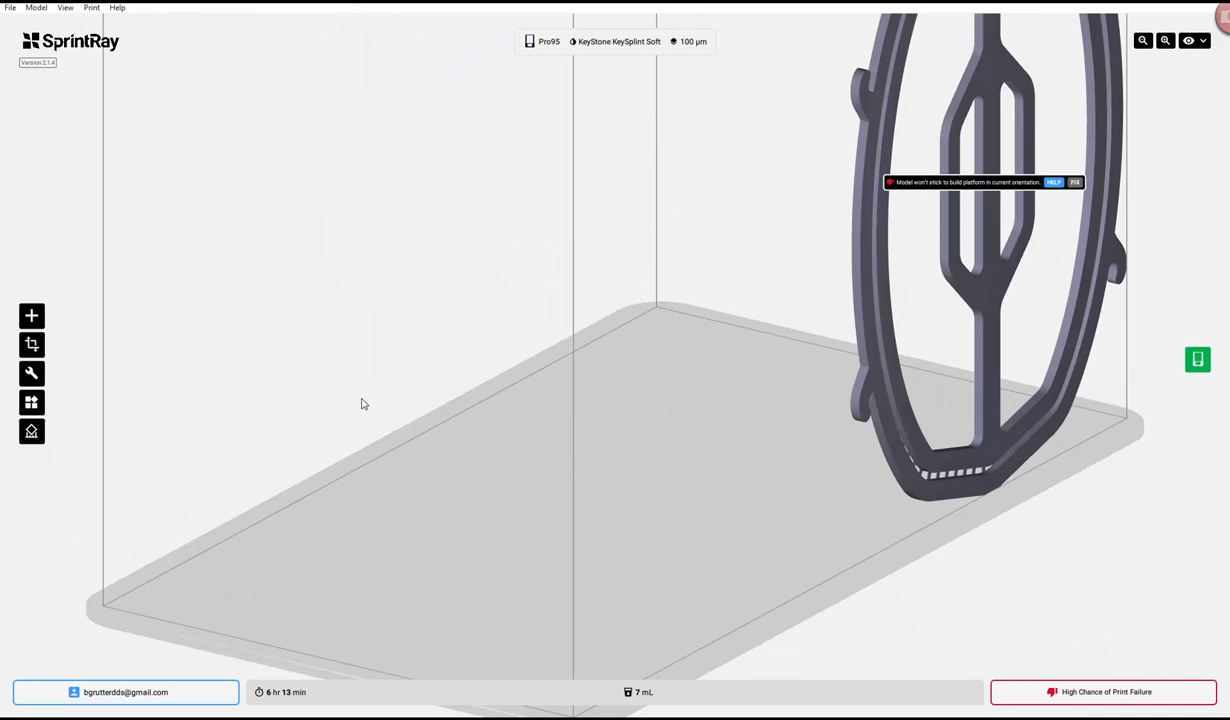 File Model View Print Help
SprintRay
Version 2.1.4
Pro95 KeyStone KeySplint Soft 100 µm
Model won't stick to build platform in current orientation. HELP FIX
bgrutterdds@gmail.com 6 hr 13 min 7 mL High Chance of Print Failure